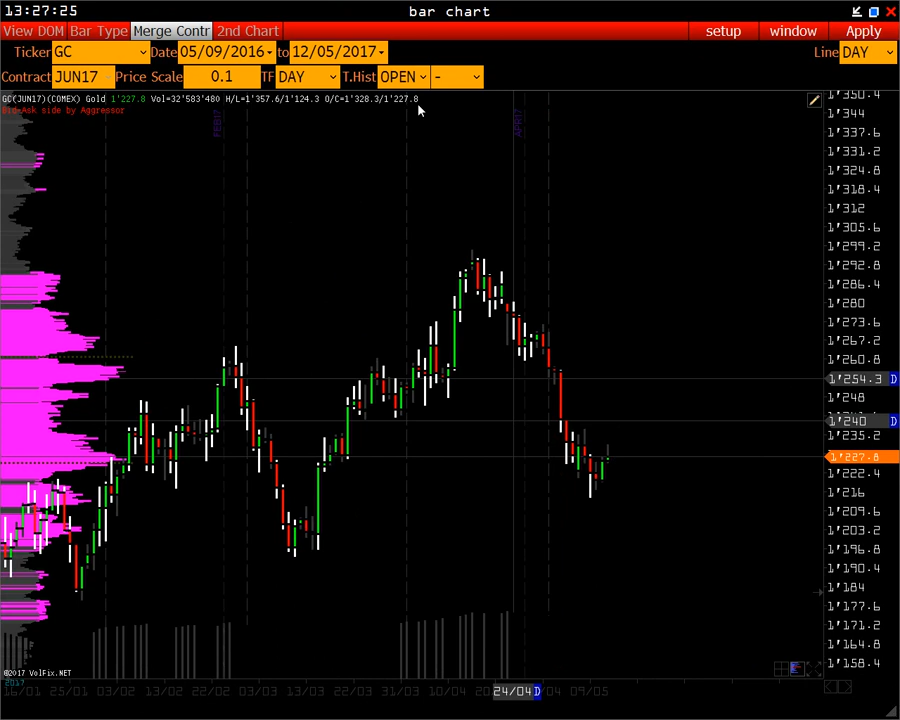 13:27:25 bar chart
View DOM Bar Type Merge Contr 2nd Chart setup window Apply
Ticker GC Date 05/09/2016 to 12/05/2017 Line DAY
Contract JUN17 Price Scale 0.1 TF DAY T.Hist OPEN -
GC(JUN17)(COMEX) Gold 1'227.8 Vol=32'583'480 H/L=1'357.6/1'124.3 O/C=1'328.3/1'227.8
Bid-Ask side by Aggressor
FEB17
APR17
1'350.4
1'344
1'337.6
1'331.2
1'324.8
1'318.4
1'312
1'305.6
1'299.2
1'292.8
1'286.4
1'280
1'273.6
1'267.2
1'260.8
1'254.3 D
1'248
1'240 D
1'235.2
1'227.8
1'222.4
1'216
1'209.6
1'203.2
1'196.8
1'190.4
1'184
1'177.6
1'171.2
1'164.8
1'158.4
©2017 VolFix.NET
2017
16/01 25/01 03/02 13/02 22/02 03/03 13/03 22/03 31/03 10/04 20 24/04 D /04 09/05